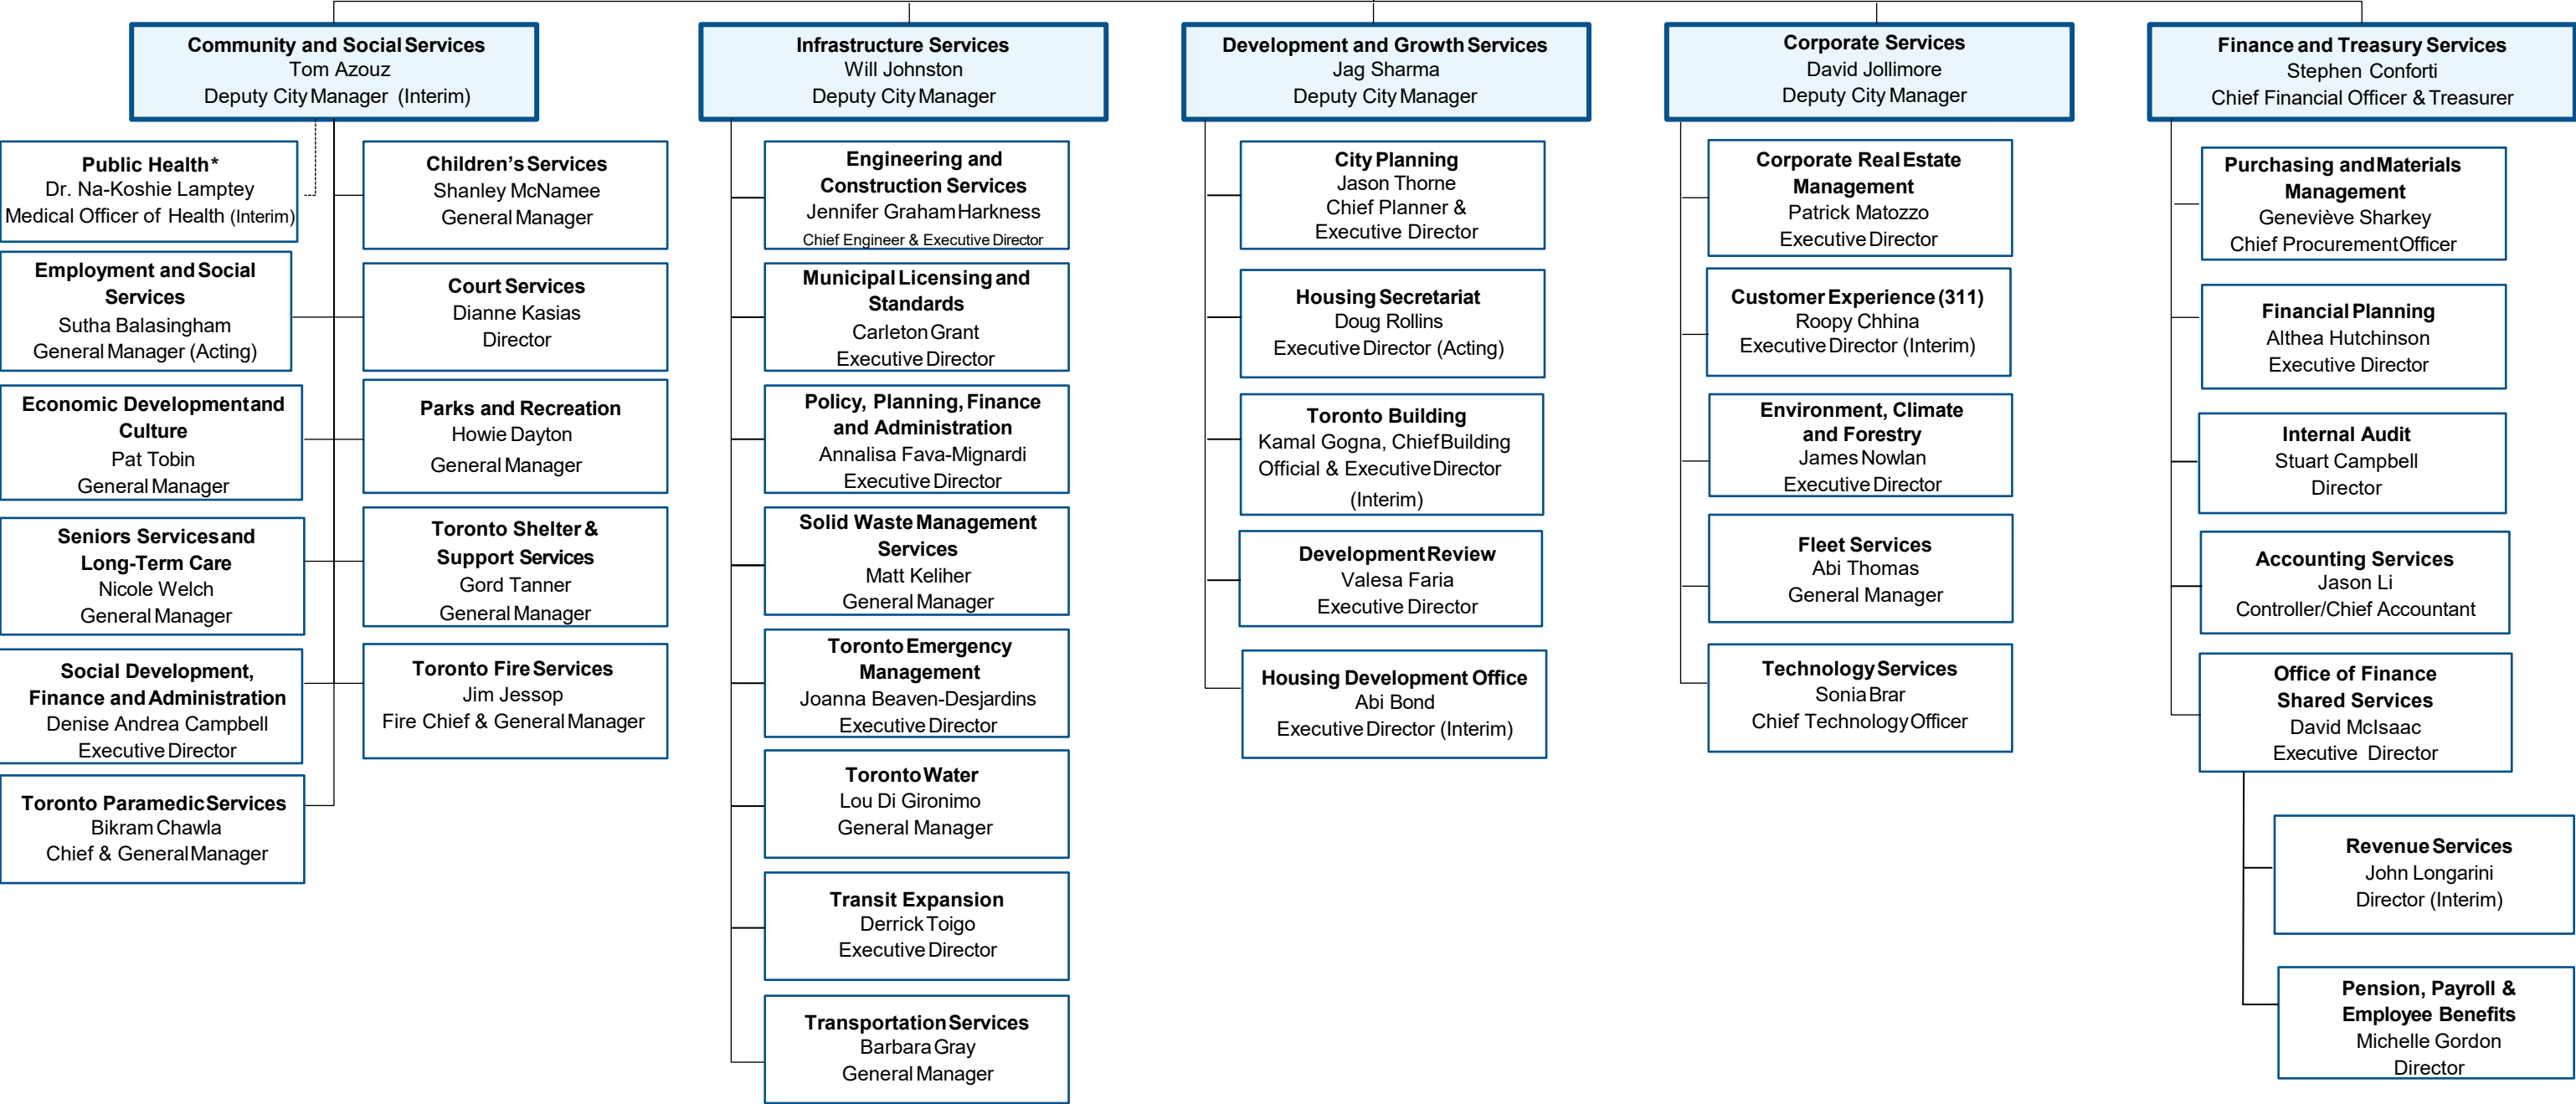 Community and Social Services
Tom Azouz
Deputy City Manager (Interim)
Public Health*
Dr. Na-Koshie Lamptey
Medical Officer of Health (Interim)
Employment and Social
Services
Sutha Balasingham
General Manager (Acting)
Economic Development and
Culture
Pat Tobin
General Manager
Seniors Services and
Long-Term Care
Nicole Welch
General Manager
Social Development,
Finance and Administration
Denise Andrea Campbell
Executive Director
Toronto Paramedic Services
Bikram Chawla
Chief & General Manager
Children’s Services
Shanley McNamee
General Manager
Court Services
Dianne Kasias
Director
Parks and Recreation
Howie Dayton
General Manager
Toronto Shelter &
Support Services
Gord Tanner
General Manager
Toronto Fire Services
Jim Jessop
Fire Chief & General Manager
Infrastructure Services
Will Johnston
Deputy City Manager
Engineering and
Construction Services
Jennifer Graham Harkness
Chief Engineer & Executive Director
Municipal Licensing and
Standards
Carleton Grant
Executive Director
Policy, Planning, Finance
and Administration
Annalisa Fava-Mignardi
Executive Director
Solid Waste Management
Services
Matt Keliher
General Manager
Toronto Emergency
Management
Joanna Beaven-Desjardins
Executive Director
Toronto Water
Lou Di Gironimo
General Manager
Transit Expansion
Derrick Toigo
Executive Director
Transportation Services
Barbara Gray
General Manager
Development and Growth Services
Jag Sharma
Deputy City Manager
City Planning
Jason Thorne
Chief Planner &
Executive Director
Housing Secretariat
Doug Rollins
Executive Director (Acting)
Toronto Building
Kamal Gogna, Chief Building
Official & Executive Director
(Interim)
Development Review
Valesa Faria
Executive Director
Housing Development Office
Abi Bond
Executive Director (Interim)
Corporate Services
David Jollimore
Deputy City Manager
Corporate Real Estate
Management
Patrick Matozzo
Executive Director
Customer Experience (311)
Roopy Chhina
Executive Director (Interim)
Environment, Climate
and Forestry
James Nowlan
Executive Director
Fleet Services
Abi Thomas
General Manager
Technology Services
Sonia Brar
Chief Technology Officer
Finance and Treasury Services
Stephen Conforti
Chief Financial Officer & Treasurer
Purchasing and Materials
Management
Geneviève Sharkey
Chief Procurement Officer
Financial Planning
Althea Hutchinson
Executive Director
Internal Audit
Stuart Campbell
Director
Accounting Services
Jason Li
Controller/Chief Accountant
Office of Finance
Shared Services
David McIsaac
Executive Director
Revenue Services
John Longarini
Director (Interim)
Pension, Payroll &
Employee Benefits
Michelle Gordon
Director